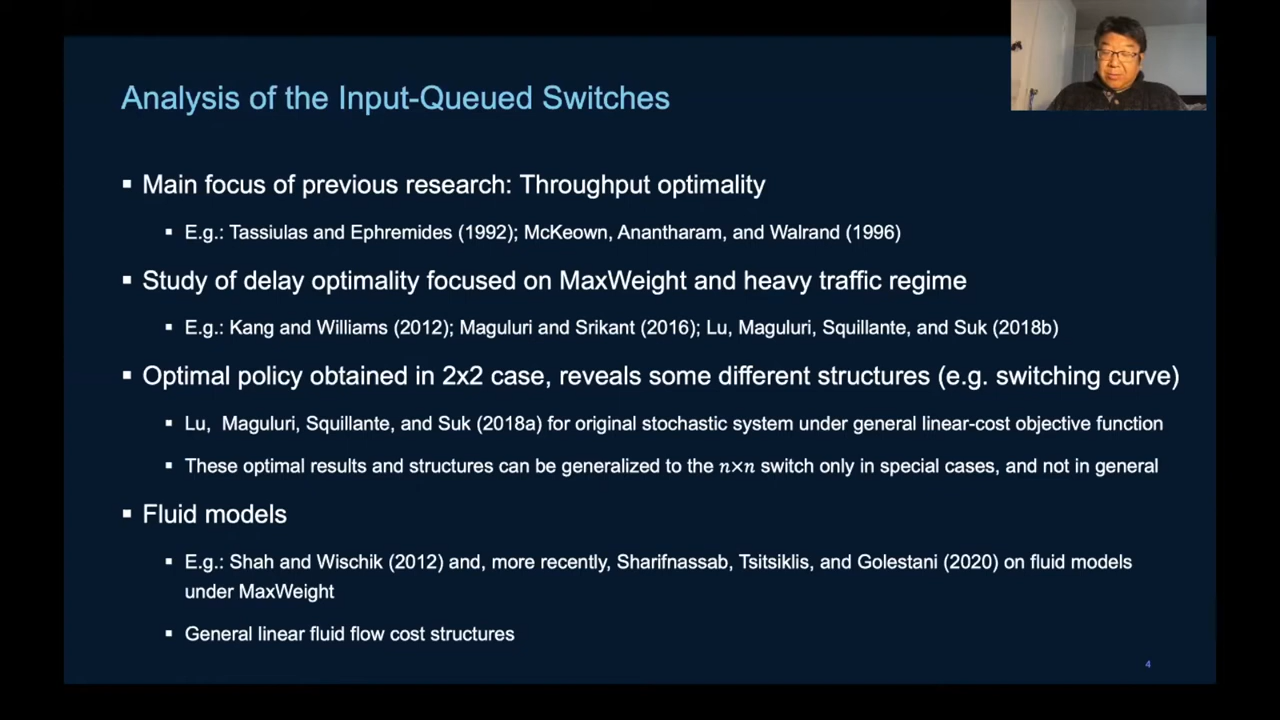 Analysis of the Input-Queued Switches
▪ Main focus of previous research: Throughput optimality
▪ E.g.: Tassiulas and Ephremides (1992); McKeown, Anantharam, and Walrand (1996)
▪ Study of delay optimality focused on MaxWeight and heavy traffic regime
▪ E.g.: Kang and Williams (2012); Maguluri and Srikant (2016); Lu, Maguluri, Squillante, and Suk (2018b)
▪ Optimal policy obtained in 2x2 case, reveals some different structures (e.g. switching curve)
▪ Lu, Maguluri, Squillante, and Suk (2018a) for original stochastic system under general linear-cost objective function
▪ These optimal results and structures can be generalized to the n×n switch only in special cases, and not in general
▪ Fluid models
▪ E.g.: Shah and Wischik (2012) and, more recently, Sharifnassab, Tsitsiklis, and Golestani (2020) on fluid models
under MaxWeight
▪ General linear fluid flow cost structures
4